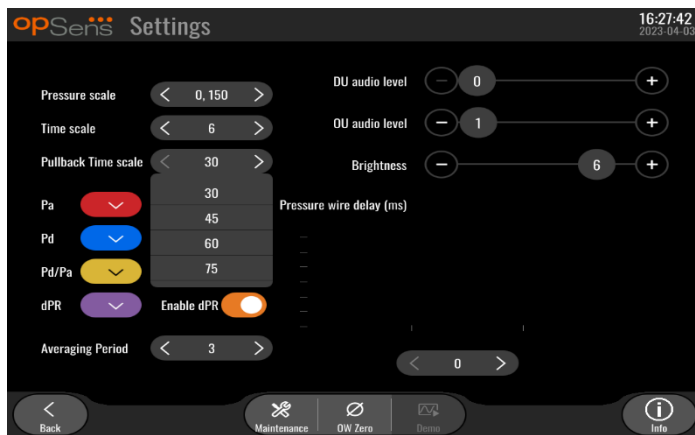 opSens Settings
16:27:42
2023-04-03
Pressure scale
0, 150
DU audio level
0
Time scale
6
OU audio level
1
Pullback Time scale
30
Brightness
6
30
45
60
75
Pa
Pd
Pd/Pa
dPR
Enable dPR
Pressure wire delay (ms)
Averaging Period
3
0
Back
Maintenance
OW Zero
Demo
Info